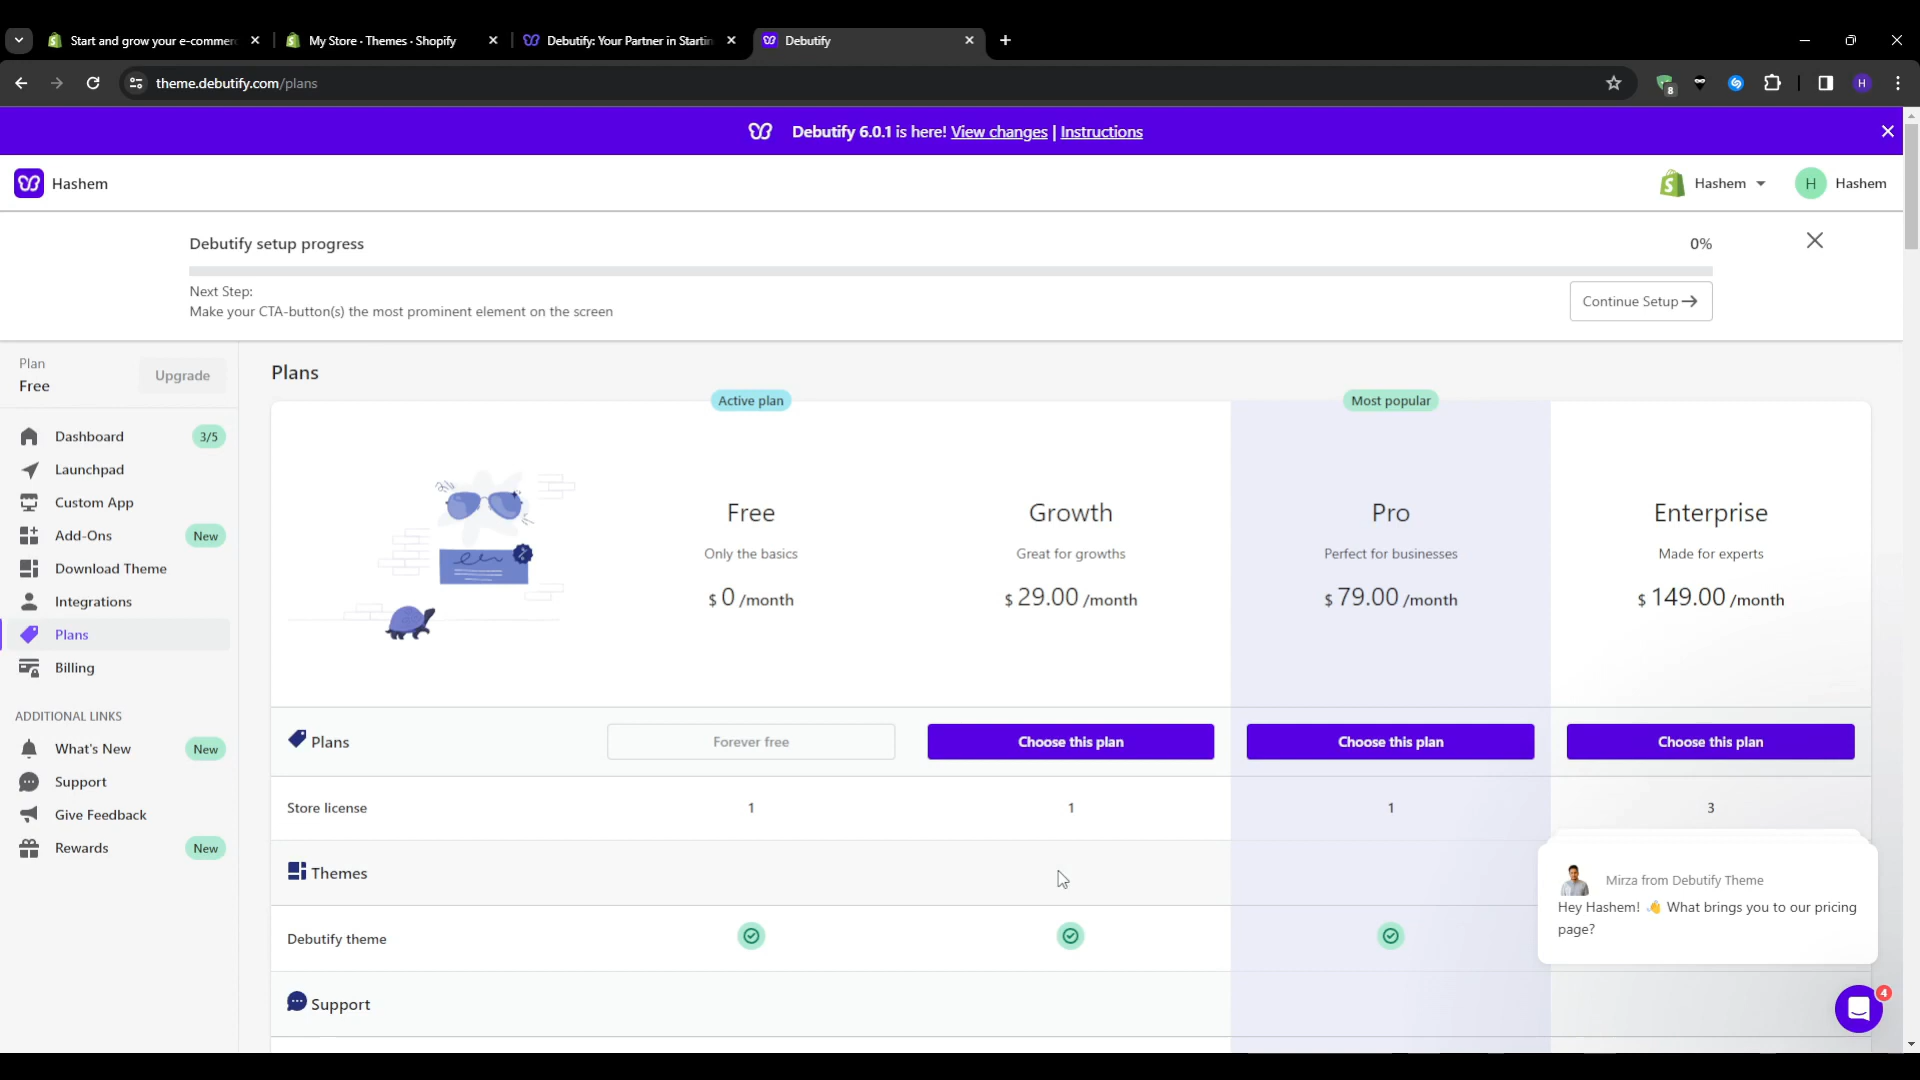 Start and grow your e-commer
My Store · Themes · Shopify
Debutify: Your Partner in Startin
Debutify
theme.debutify.com/plans
8
H
Debutify 6.0.1 is here! View changes | Instructions
Hashem
Hashem
H
Hashem
Debutify setup progress
0%
Next Step:
Make your CTA-button(s) the most prominent element on the screen
Continue Setup
Plan
Free
Upgrade
Dashboard
3/5
Launchpad
Custom App
Add-Ons
New
Download Theme
Integrations
Plans
Billing
ADDITIONAL LINKS
What's New
New
Support
Give Feedback
Rewards
New
Plans
Active plan
Most popular
Free
Growth
Pro
Enterprise
Only the basics
Great for growths
Perfect for businesses
Made for experts
$ 0 /month
$ 29.00 /month
$ 79.00 /month
$ 149.00 /month
Plans
Forever free
Choose this plan
Choose this plan
Choose this plan
Store license
1
1
1
3
Themes
Debutify theme
Support
Mirza from Debutify Theme
Hey Hashem! 👋 What brings you to our pricing
page?
4